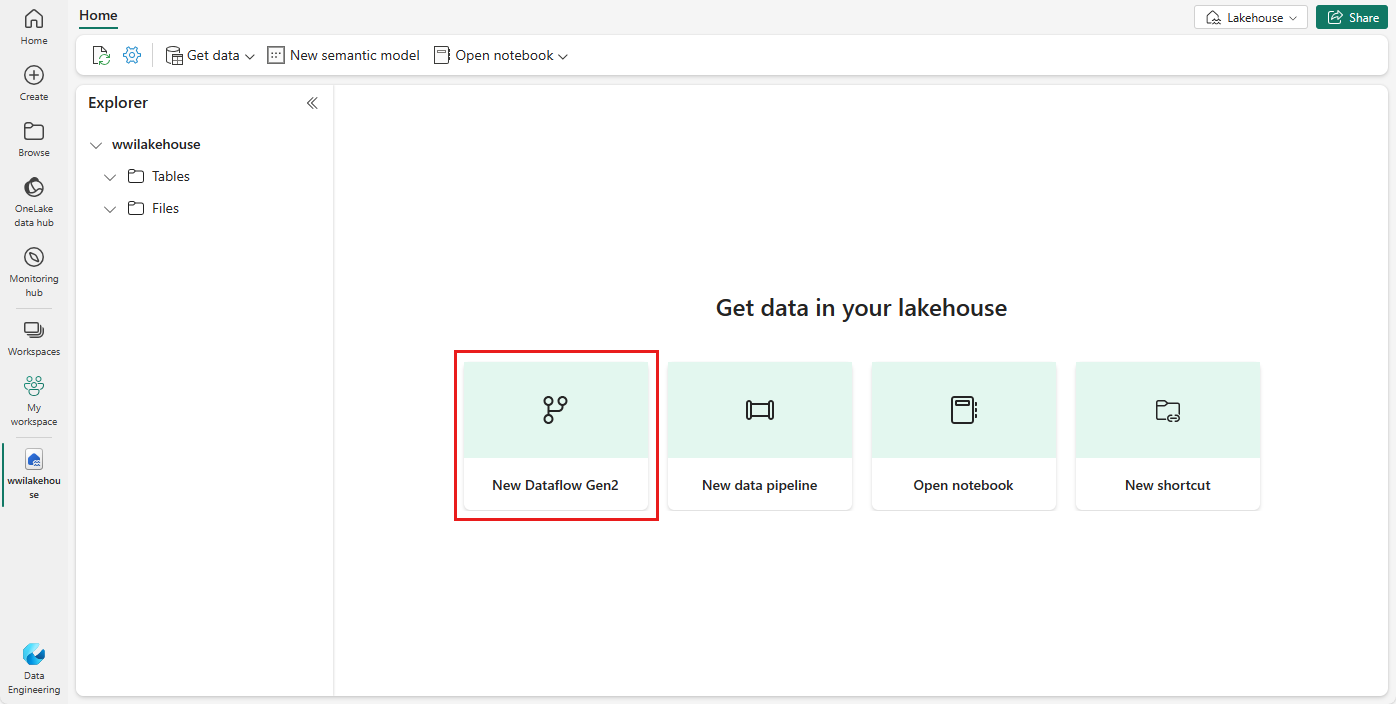 Home
Create
Browse
OneLake
data hub
Monitoring
hub
Workspaces
My
workspace
wwilakehou
se
Data
Engineering
Home
Lakehouse
Share
Get data
New semantic model
Open notebook
Explorer
wwilakehouse
Tables
Files
Get data in your lakehouse
New Dataflow Gen2
New data pipeline
Open notebook
New shortcut